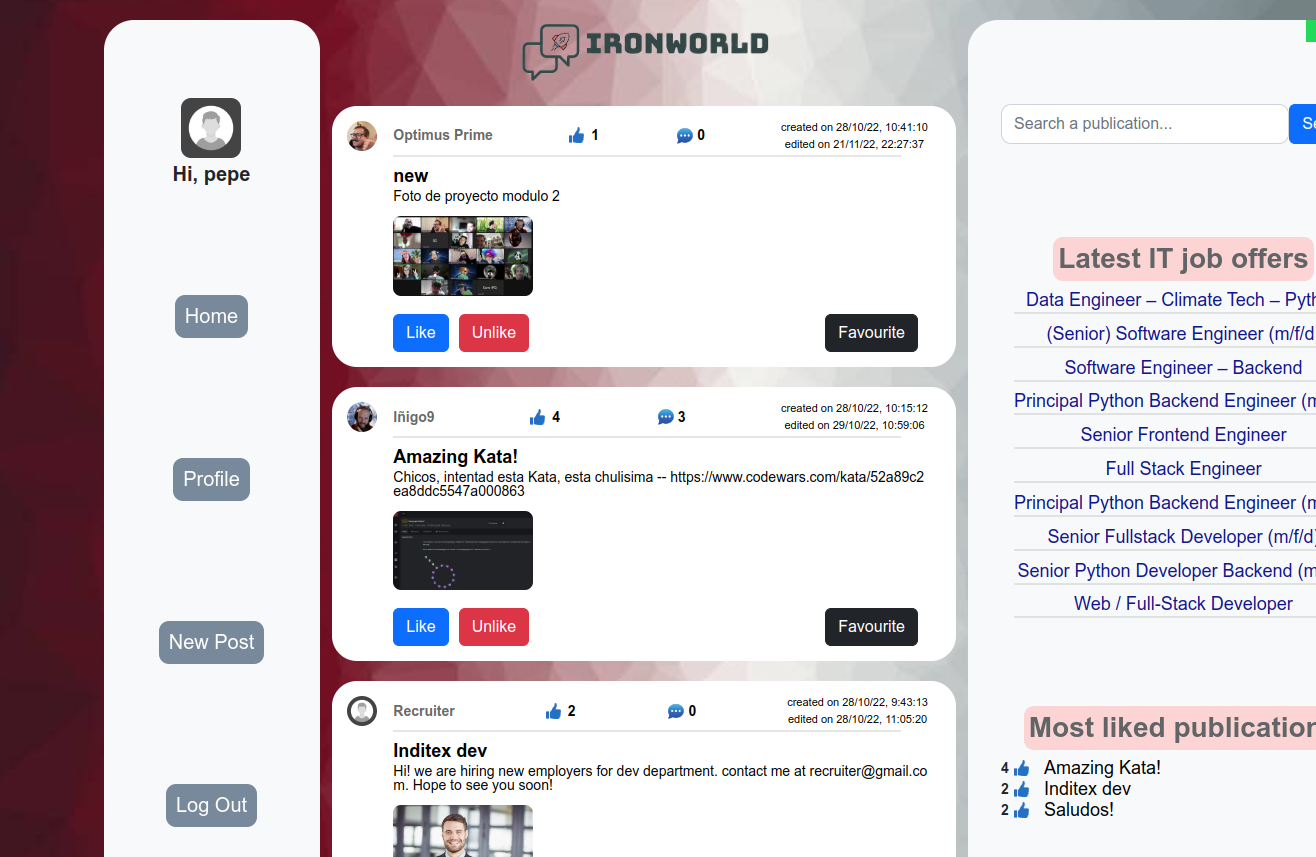 IRONWORLD
Hi, pepe
Home
Profile
New Post
Log Out
Optimus Prime
1
0
created on 28/10/22, 10:41:10
edited on 21/11/22, 22:27:37
new
Foto de proyecto modulo 2
Like
Unlike
Favourite
Iñigo9
4
3
created on 28/10/22, 10:15:12
edited on 29/10/22, 10:59:06
Amazing Kata!
Chicos, intentad esta Kata, esta chulisima -- https://www.codewars.com/kata/52a89c2
ea8ddc5547a000863
Like
Unlike
Favourite
Recruiter
2
0
created on 28/10/22, 9:43:13
edited on 28/10/22, 11:05:20
Inditex dev
Hi! we are hiring new employers for dev department. contact me at recruiter@gmail.co
m. Hope to see you soon!
Search a publication...
Se
Latest IT job offers
Data Engineer – Climate Tech – Pyth
(Senior) Software Engineer (m/f/d
Software Engineer – Backend
Principal Python Backend Engineer (m
Senior Frontend Engineer
Full Stack Engineer
Principal Python Backend Engineer (m
Senior Fullstack Developer (m/f/d)
Senior Python Developer Backend (m
Web / Full-Stack Developer
Most liked publication
4 Amazing Kata!
2 Inditex dev
2 Saludos!